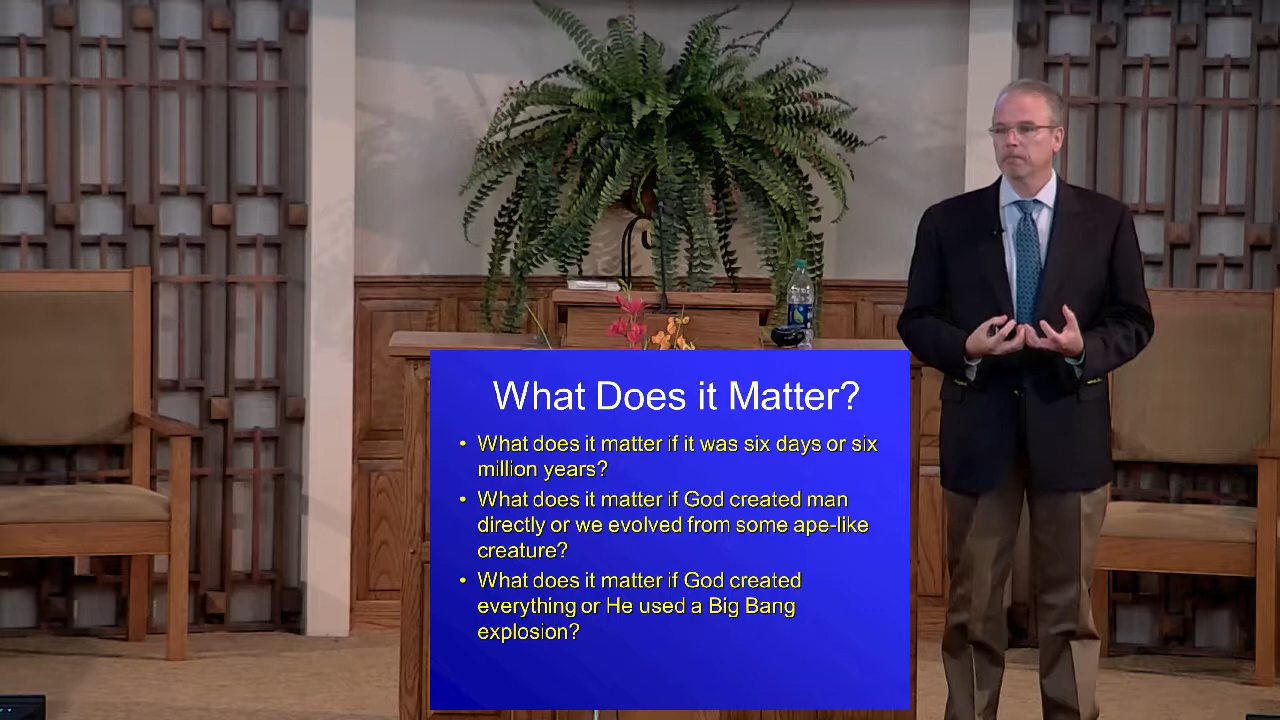 What Does it Matter?
• What does it matter if it was six days or six
million years?
• What does it matter if God created man
directly or we evolved from some ape-like
creature?
• What does it matter if God created
everything or He used a Big Bang
explosion?